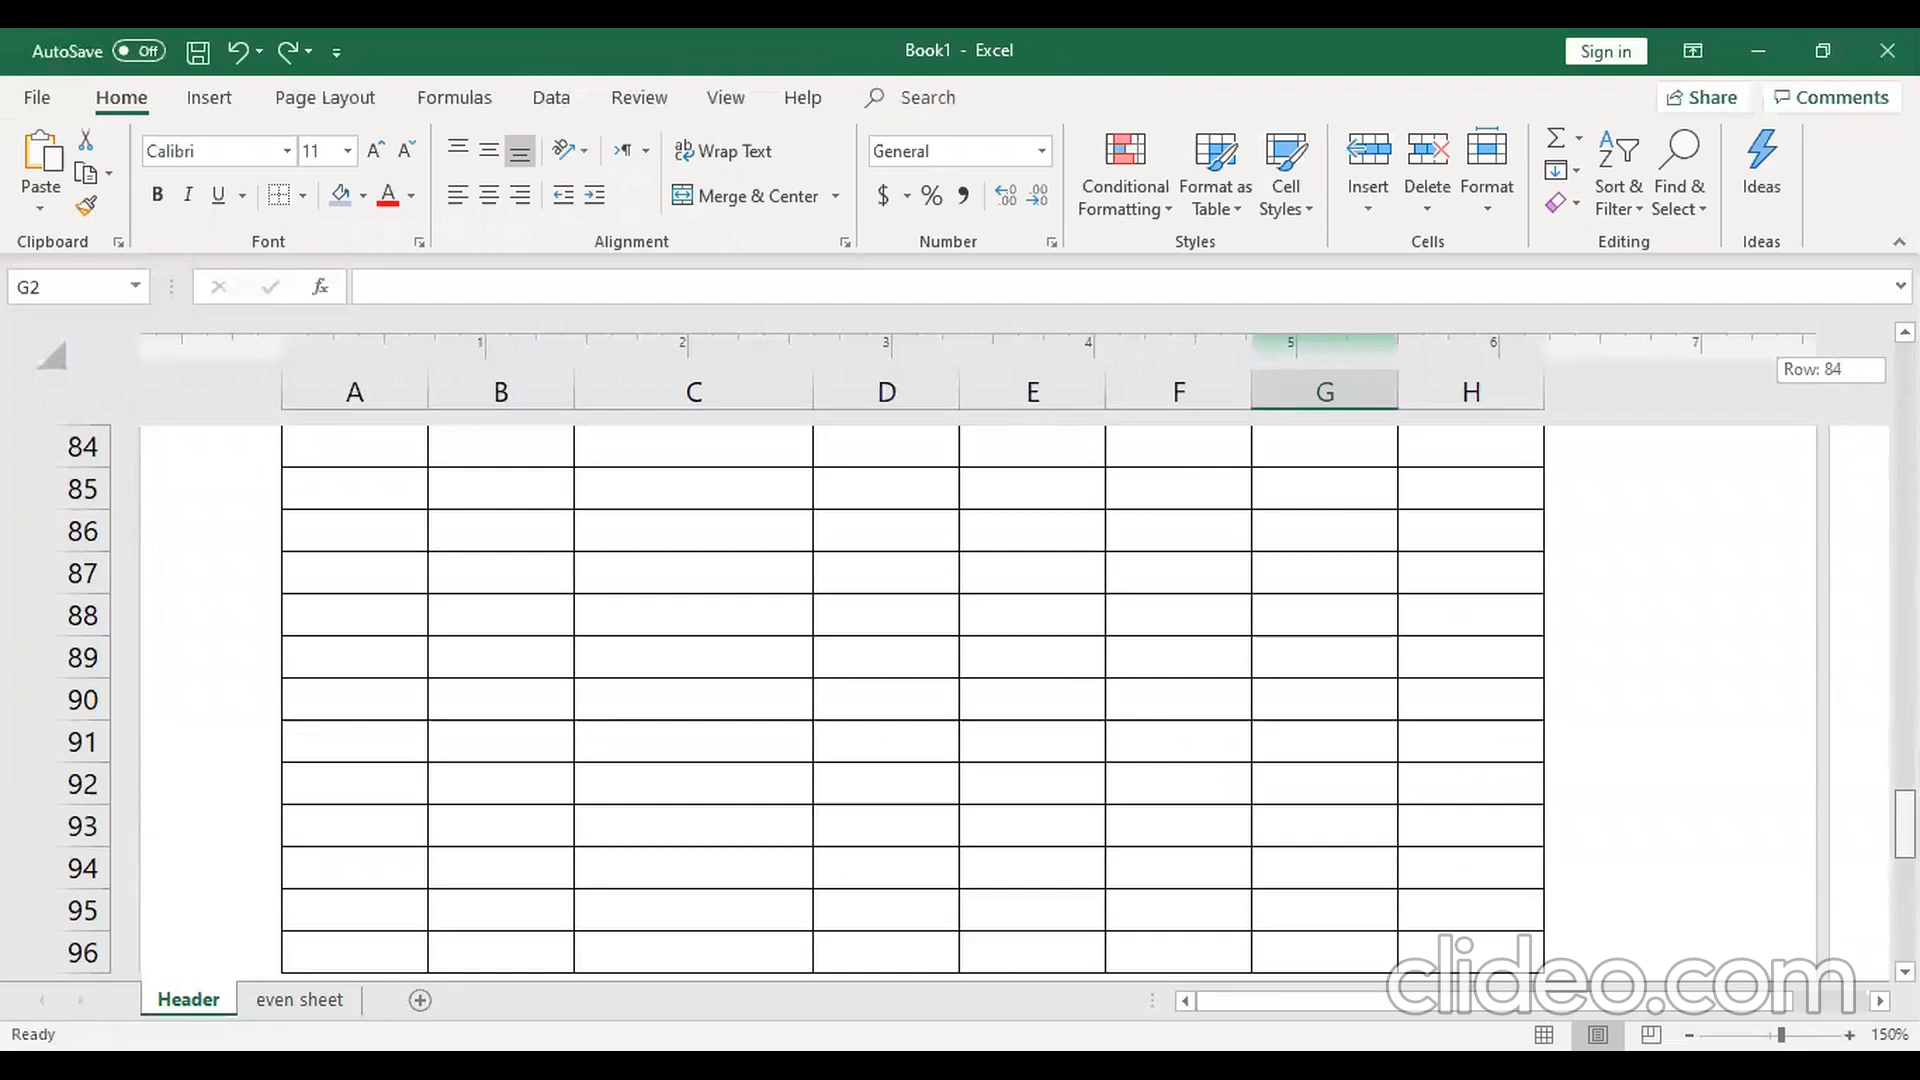 AutoSave Off
Book1 - Excel
Sign in
File Home Insert Page Layout Formulas Data Review View Help Search
Share Comments
Paste
Clipboard
Calibri 11
B I U A
Font
Wrap Text
Merge & Center
Alignment
General
$ % ,
Number
Conditional Formatting
Format as Table
Cell Styles
Styles
Insert Delete Format
Cells
Sort & Filter
Find & Select
Editing
Ideas
Ideas
G2
fx
1 2 3 4 5 6 7
Row: 84
A B C D E F G H
84
85
86
87
88
89
90
91
92
93
94
95
96
clideo.com
Header even sheet
Ready
150%